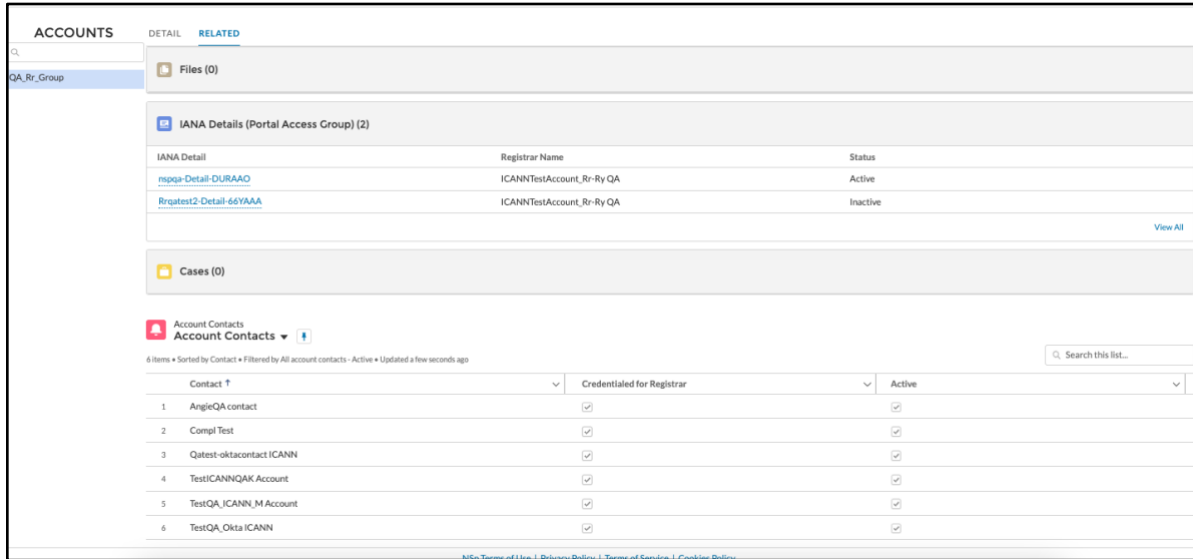 ACCOUNTS
DETAIL RELATED
QA_Rr_Group
Files (0)
IANA Details (Portal Access Group) (2)
IANA Detail Registrar Name Status
nspqa-Detail-DURAAO ICANNTestAccount_Rr-Ry QA Active
Rrqatest2-Detail-66YAAA ICANNTestAccount_Rr-Ry QA Inactive
View All
Cases (0)
Account Contacts
Account Contacts
6 items • Sorted by Contact • Filtered by All account contacts - Active • Updated a few seconds ago
Search this list...
Contact ↑ Credentialed for Registrar Active
1 AngieQA contact
2 Compl Test
3 Qatest-oktacontact ICANN
4 TestICANNQAK Account
5 TestQA_ICANN_M Account
6 TestQA_Okta ICANN
NSp Terms of Use | Privacy Policy | Terms of Service | Cookies Policy